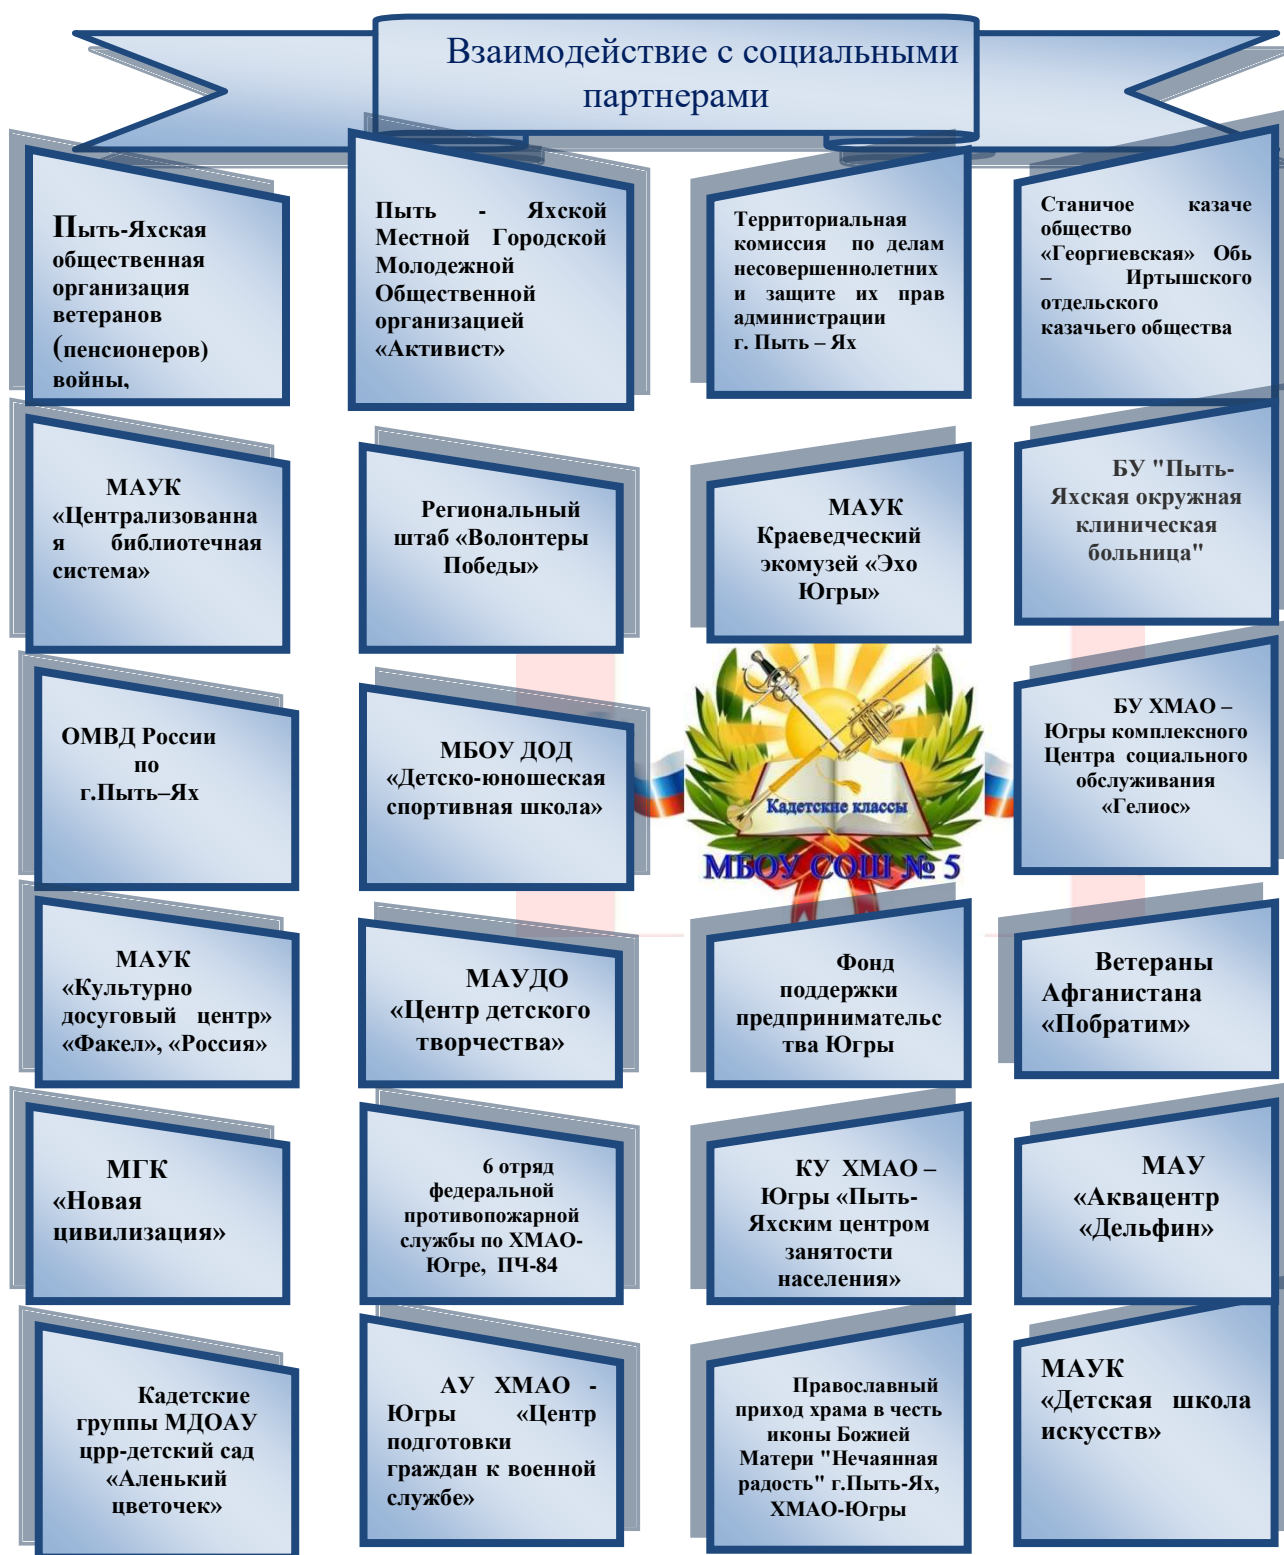 Взаимодействие с социальными
партнерами
Пыть-Яхская
общественная
организация
ветеранов
(пенсионеров)
войны,
Пыть - Яхской
Местной Городской
Молодежной
Общественной
организацией
«Активист»
Территориальная
комиссия по делам
несовершеннолетних
и защите их прав
администрации
г. Пыть – Ях
Станичое казаче
общество
«Георгиевская» Обь
– Иртышского
отдельского
казачьего общества
МАУК
«Централизованна
я библиотечная
система»
Региональный
штаб «Волонтеры
Победы»
МАУК
Краеведческий
экомузей «Эхо
Югры»
БУ "Пыть-
Яхская окружная
клиническая
больница"
ОМВД России
по
г.Пыть–Ях
МБОУ ДОД
«Детско-юношеская
спортивная школа»
Кадетские классы
МБОУ СОШ № 5
БУ ХМАО –
Югры комплексного
Центра социального
обслуживания
«Гелиос»
МАУК
«Культурно
досуговый центр»
«Факел», «Россия»
МАУДО
«Центр детского
творчества»
Фонд
поддержки
предпринимательс
тва Югры
Ветераны
Афганистана
«Побратим»
МГК
«Новая
цивилизация»
6 отряд
федеральной
противопожарной
службы по ХМАО-
Югре, ПЧ-84
КУ ХМАО –
Югры «Пыть-
Яхским центром
занятости
населения»
МАУ
«Аквацентр
«Дельфин»
Кадетские
группы МДОАУ
црр-детский сад
«Аленький
цветочек»
АУ ХМАО -
Югры «Центр
подготовки
граждан к военной
службе»
Православный
приход храма в честь
иконы Божией
Матери "Нечаянная
радость" г.Пыть-Ях,
ХМАО-Югры
МАУК
«Детская школа
искусств»